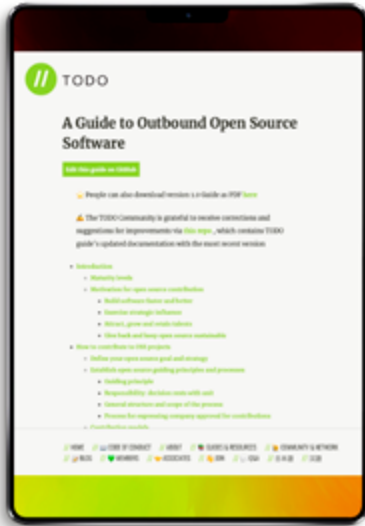 // TODO
A Guide to Outbound Open Source
Software
Edit this guide on GitHub
People can also download version 1.0 Guide as PDF here
The TODO Community is grateful to receive corrections and
suggestions for improvements via this repo, which contains TODO
guide's updated documentation with the most recent version
Introduction
Maturity levels
Motivation for open source contribution
Build software faster and better
Exercise strategic influence
Attract, grow and retain talents
Give back and keep open source sustainable
How to contribute to OSS projects
Define your open source goal and strategy
Establish open source guiding principles and processes
Guiding principle
Responsibility: decision rests with
General structure and scope of the process
Process for expressing company approval for contributions
Contribution models
// HOME // CODE OF CONDUCT // ABOUT // GUIDES & RESOURCES // COMMUNITY & NETWORK
// BLOG // MEMBERS // ASSOCIATES // JOIN // Q&A // 日本語 //